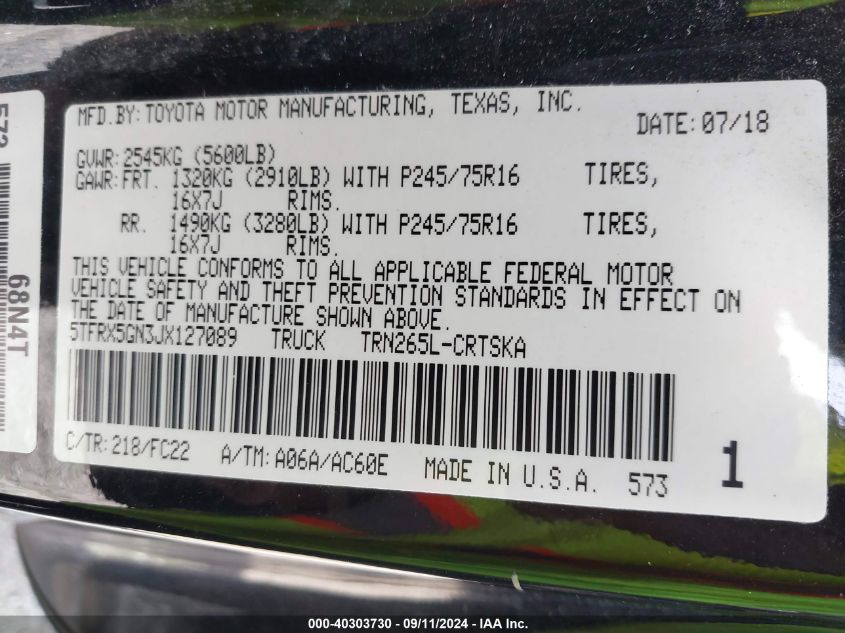 MFD.BY:TOYOTA MOTOR MANUFACTURING, TEXAS, INC.
DATE:07/18
GVWR:2545KG (5600LB)
GAWR:FRT. 1320KG (2910LB) WITH P245/75R16 TIRES,
16X7J RIMS.
RR. 1490KG (3280LB) WITH P245/75R16 TIRES,
16X7J RIMS.
THIS VEHICLE CONFORMS TO ALL APPLICABLE FEDERAL MOTOR
VEHICLE SAFETY AND THEFT PREVENTION STANDARDS IN EFFECT ON
THE DATE OF MANUFACTURE SHOWN ABOVE.
5TFRX5GN3JX127089 TRUCK TRN265L-CRTSKA
C/TR:218/FC22 A/TM:A06A/AC60E MADE IN U.S.A. 573
1
573
68N4T
000-40303730 - 09/11/2024 - IAA Inc.